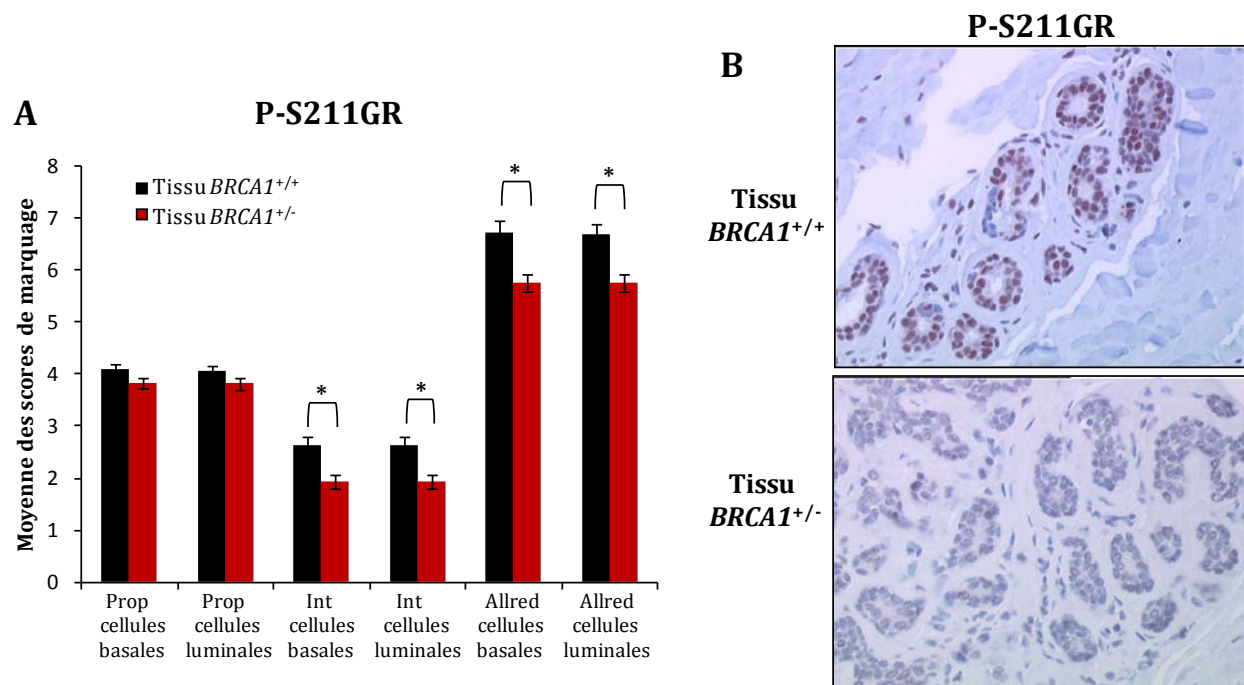 A
P-S211GR
Moyenne des scores de marquage
8
7
6
5
4
3
2
1
0
Tissu BRCA1+/+
Tissu BRCA1+/-
*
*
*
*
Prop
cellules
basales
Prop
cellules
luminales
Int
cellules
basales
Int
cellules
luminales
Allred
cellules
basales
Allred
cellules
luminales
B
P-S211GR
Tissu
BRCA1+/+
Tissu
BRCA1+/-